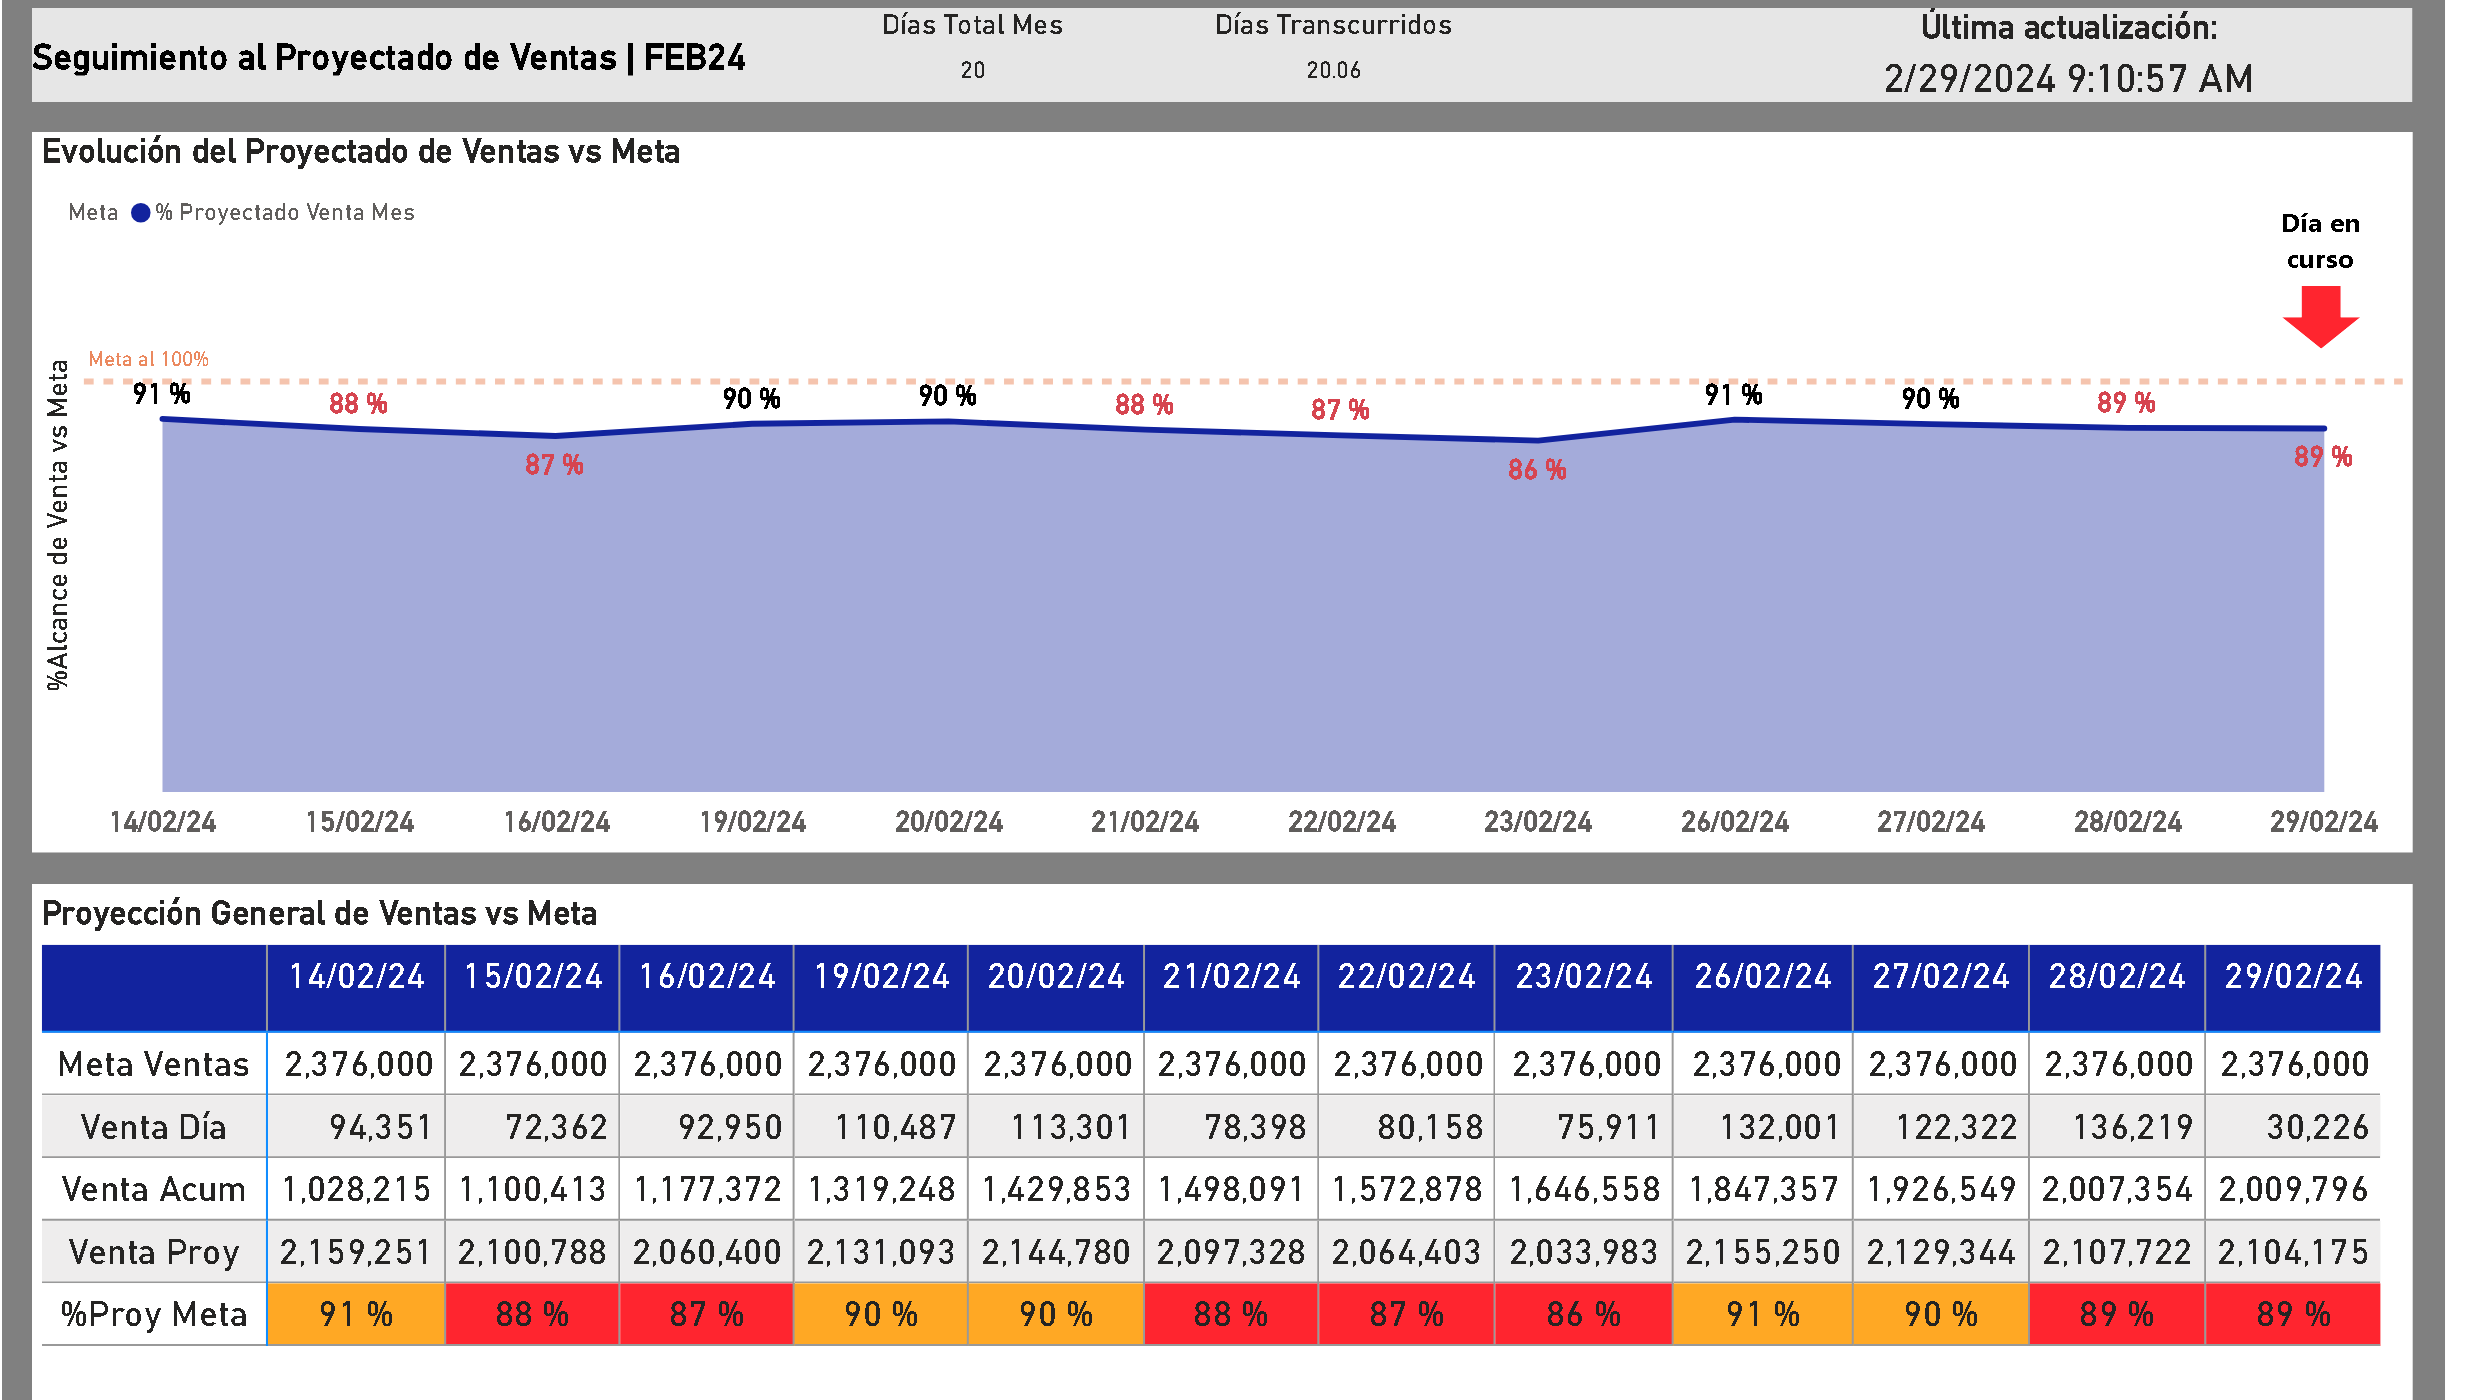 Seguimiento al Proyectado de Ventas | FEB24
Días Total Mes
20
Días Transcurridos
20.06
Última actualización:
2/29/2024 9:10:57 AM
Evolución del Proyectado de Ventas vs Meta
Meta % Proyectado Venta Mes
Día en
curso
%Alcance de Venta vs Meta
Meta al 100%
91 % 88 % 87 % 90 % 90 % 88 % 87 % 86 % 91 % 90 % 89 % 89 %
14/02/24 15/02/24 16/02/24 19/02/24 20/02/24 21/02/24 22/02/24 23/02/24 26/02/24 27/02/24 28/02/24 29/02/24
Proyección General de Ventas vs Meta
14/02/24 15/02/24 16/02/24 19/02/24 20/02/24 21/02/24 22/02/24 23/02/24 26/02/24 27/02/24 28/02/24 29/02/24
Meta Ventas 2,376,000 2,376,000 2,376,000 2,376,000 2,376,000 2,376,000 2,376,000 2,376,000 2,376,000 2,376,000 2,376,000 2,376,000
Venta Día 94,351 72,362 92,950 110,487 113,301 78,398 80,158 75,911 132,001 122,322 136,219 30,226
Venta Acum 1,028,215 1,100,413 1,177,372 1,319,248 1,429,853 1,498,091 1,572,878 1,646,558 1,847,357 1,926,549 2,007,354 2,009,796
Venta Proy 2,159,251 2,100,788 2,060,400 2,131,093 2,144,780 2,097,328 2,064,403 2,033,983 2,155,250 2,129,344 2,107,722 2,104,175
%Proy Meta 91 % 88 % 87 % 90 % 90 % 88 % 87 % 86 % 91 % 90 % 89 % 89 %